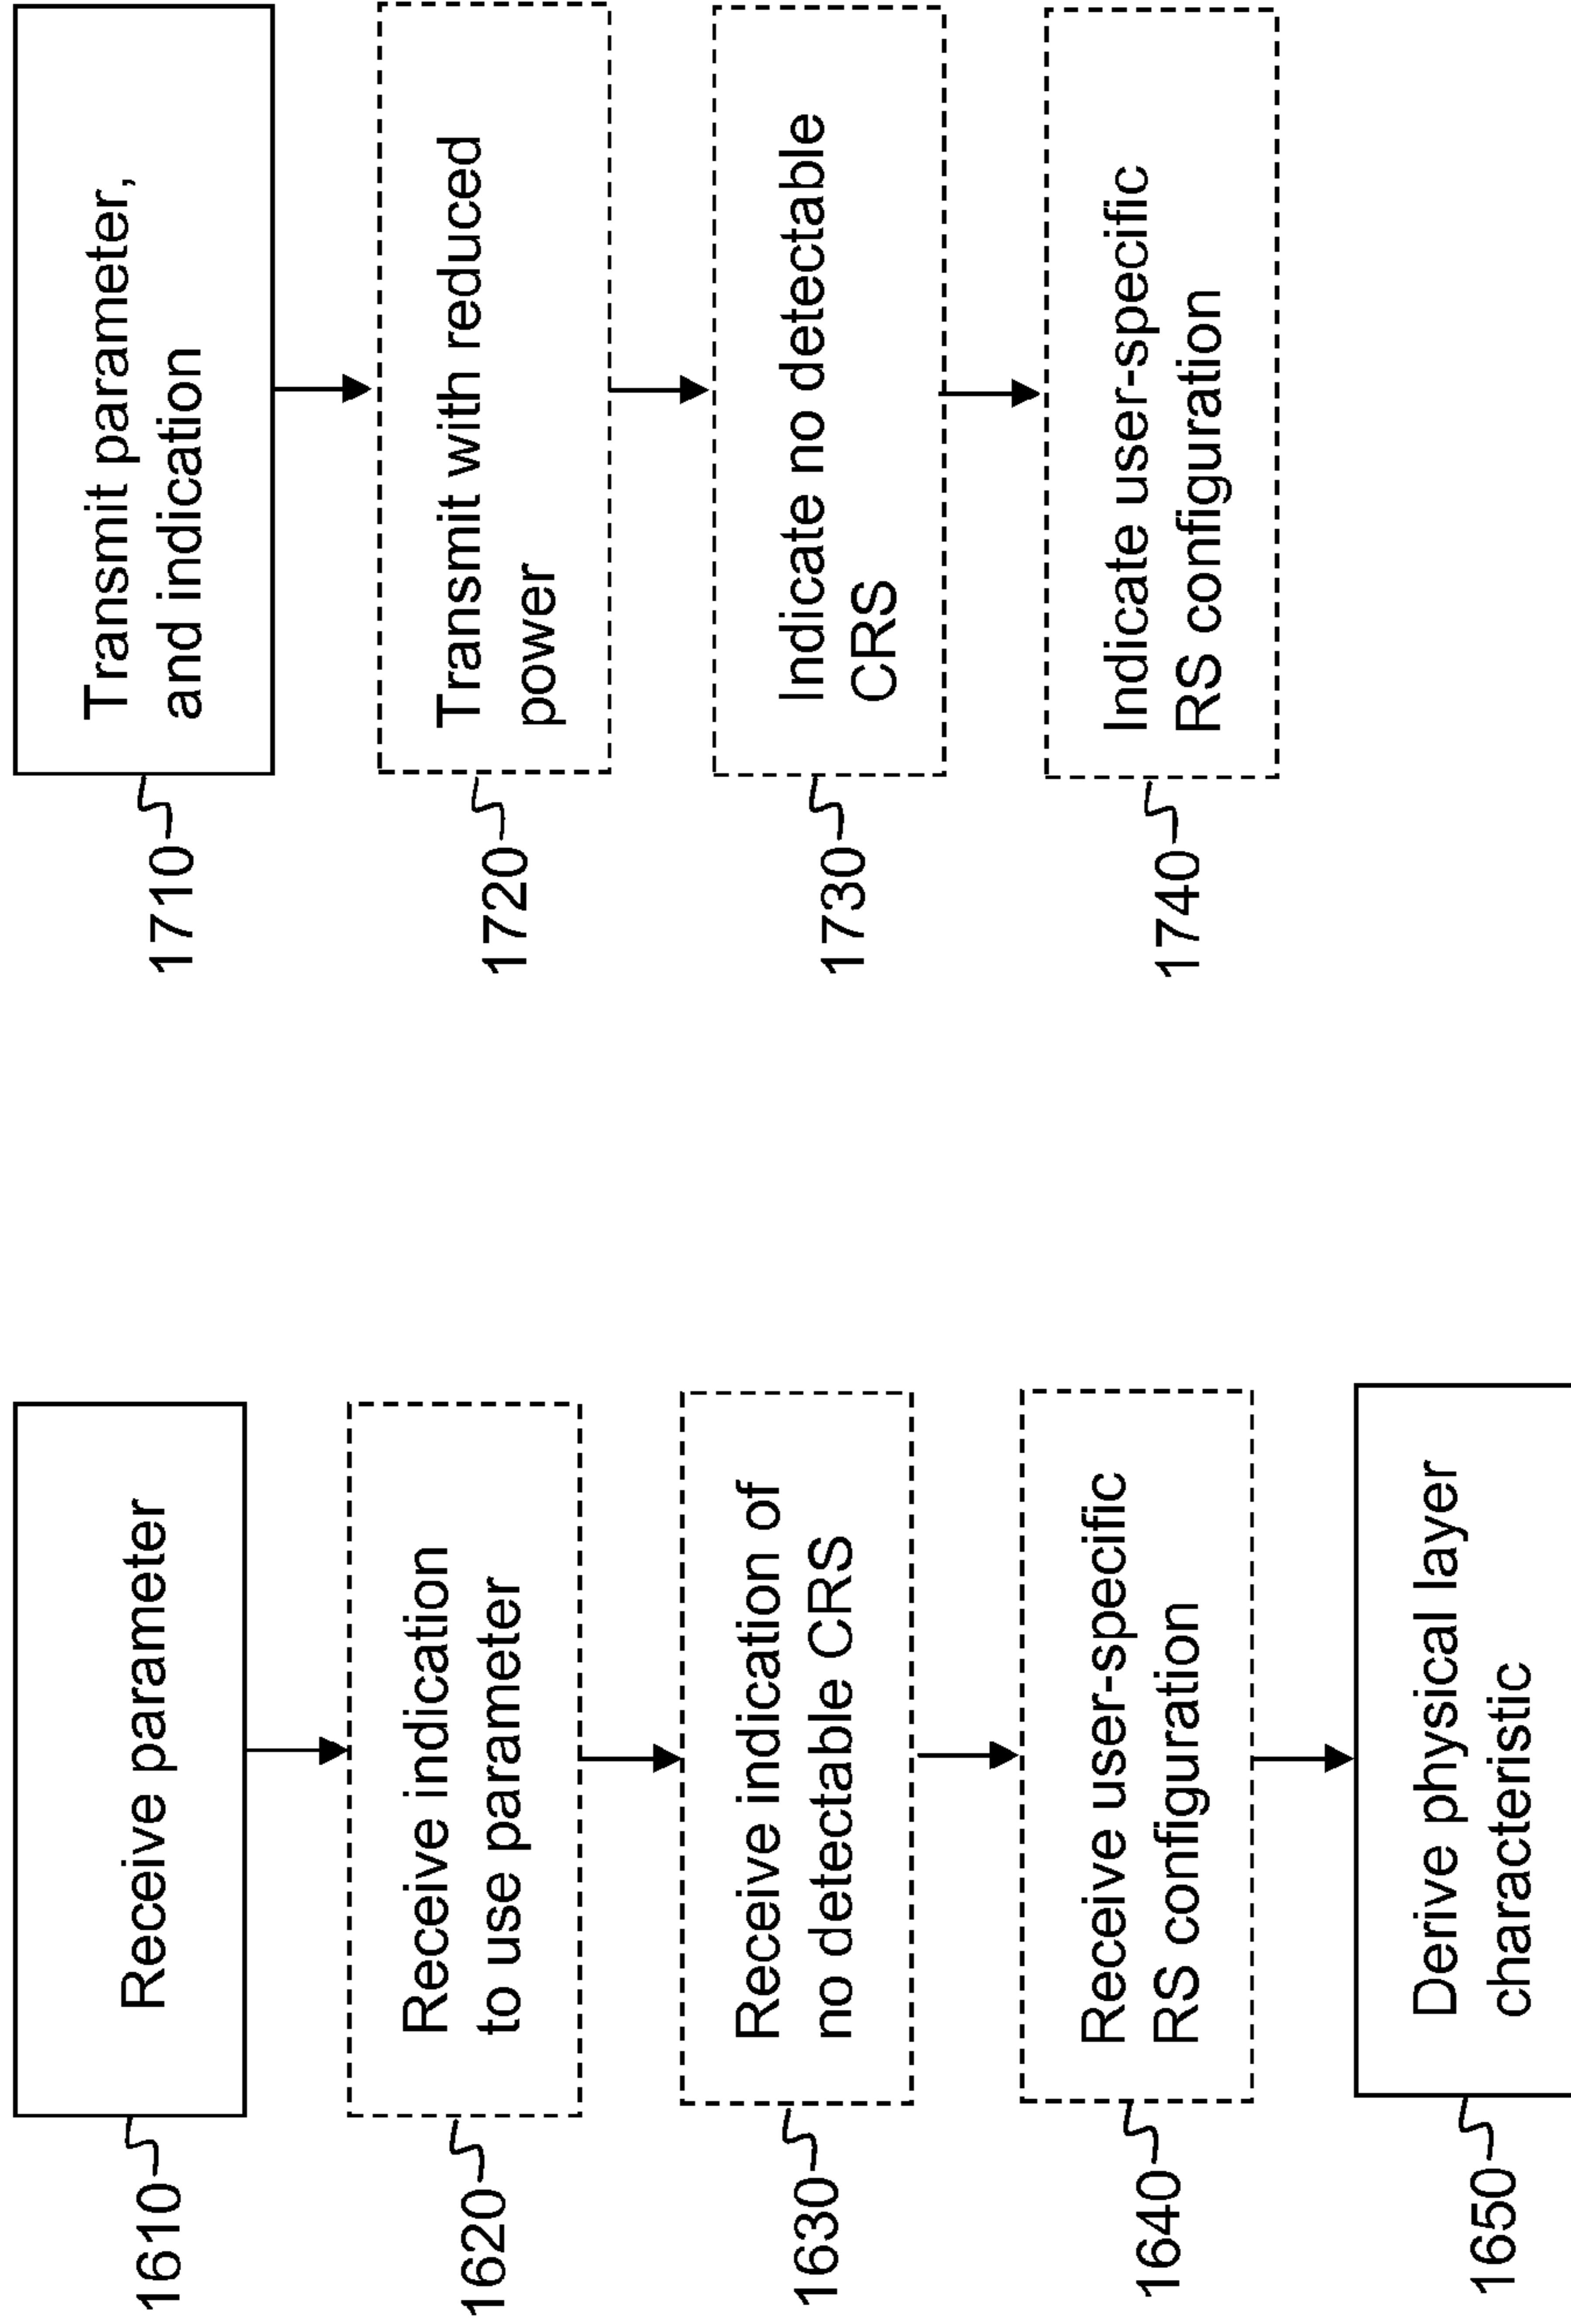 1610
Receive parameter
1620
Receive indication
to use parameter
1630
Receive indication of
no detectable CRS
1640
Receive user-specific
RS configuration
1650
Derive physical layer
characteristic
1710
Transmit parameter,
and indication
1720
Transmit with reduced
power
1730
Indicate no detectable
CRS
1740
Indicate user-specific
RS configuration